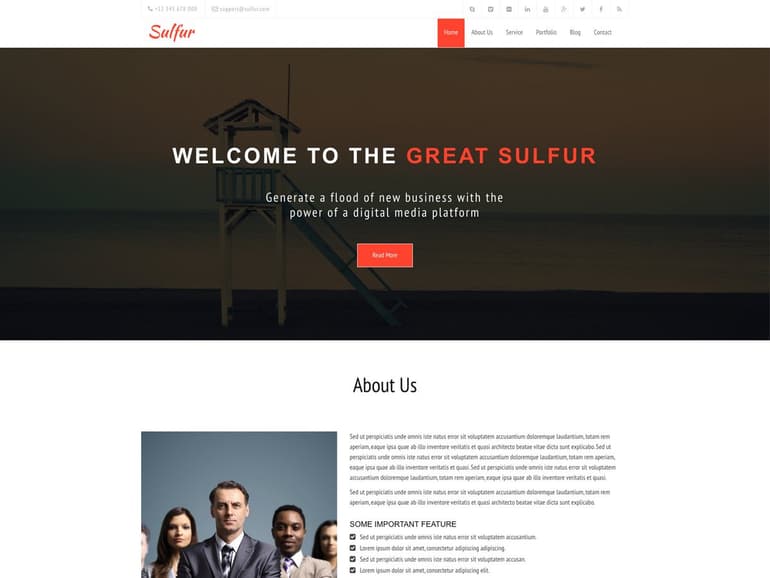 +12 345 678 000 support@sulfur.com
Sulfur
Home About Us Service Portfolio Blog Contact
WELCOME TO THE GREAT SULFUR
Generate a flood of new business with the
power of a digital media platform
Read More
About Us
Sed ut perspiciatis unde omnis iste natus error sit voluptatem accusantium doloremque laudantium, totam rem
aperiam, eaque ipsa quae ab illo inventore veritatis et quasi architecto beatae vitae dicta sunt explicabo. Sed ut
perspiciatis unde omnis iste natus error sit voluptatem accusantium doloremque laudantium, totam rem aperiam,
eaque ipsa quae ab illo inventore veritatis et quasi. Sed ut perspiciatis unde omnis iste natus error sit voluptatem
accusantium doloremque laudantium, totam rem aperiam, eaque ipsa quae ab illo inventore veritatis et quasi.
Sed ut perspiciatis unde omnis iste natus error sit voluptatem accusantium doloremque laudantium, totam rem
aperiam, eaque ipsa quae ab illo inventore veritatis et quasi architecto beatae vitae dicta sunt explicabo.
SOME IMPORTANT FEATURE
Sed ut perspiciatis unde omnis iste natus error sit voluptatem accusantium.
Lorem ipsum dolor sit amet, consectetur adipiscing adipiscing.
Sed ut perspiciatis unde omnis iste natus error sit voluptatem accusan.
Lorem ipsum dolor sit amet, consectetur adipiscing elit.